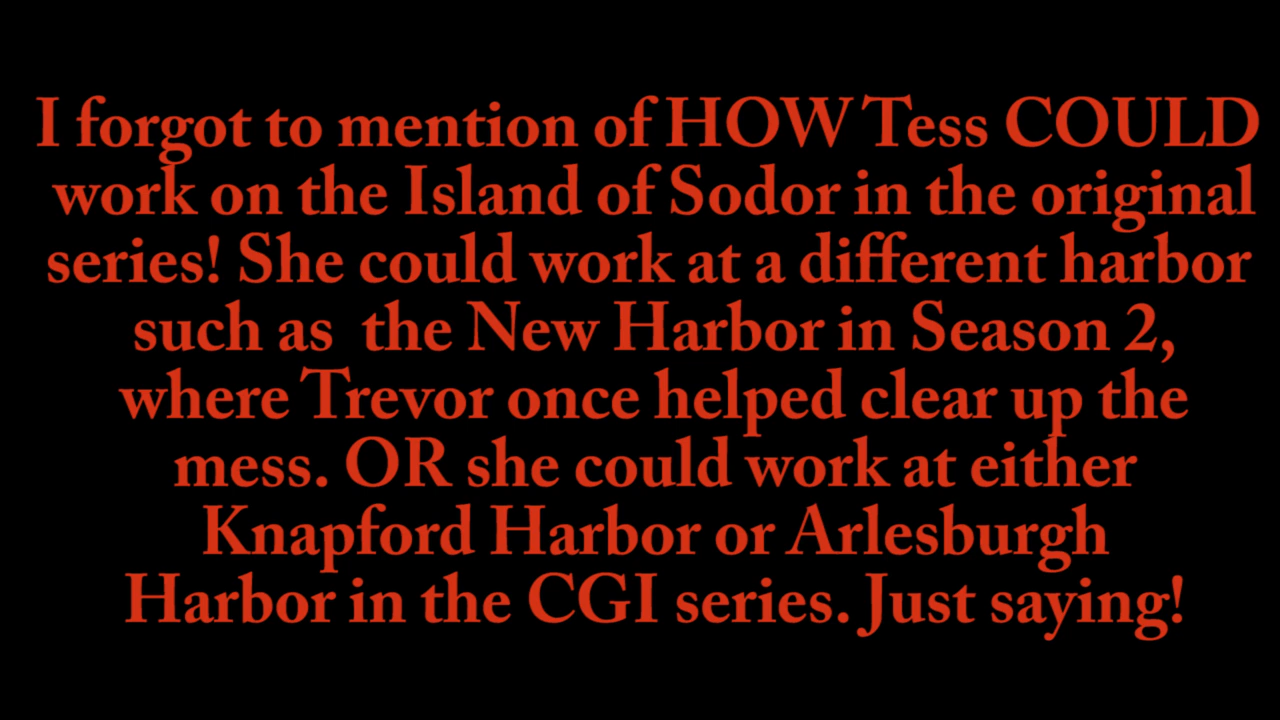 I forgot to mention of HOW Tess COULD
work on the Island of Sodor in the original
series! She could work at a different harbor
such as  the New Harbor in Season 2,
where Trevor once helped clear up the
mess. OR she could work at either
Knapford Harbor or Arlesburgh
Harbor in the CGI series. Just saying!